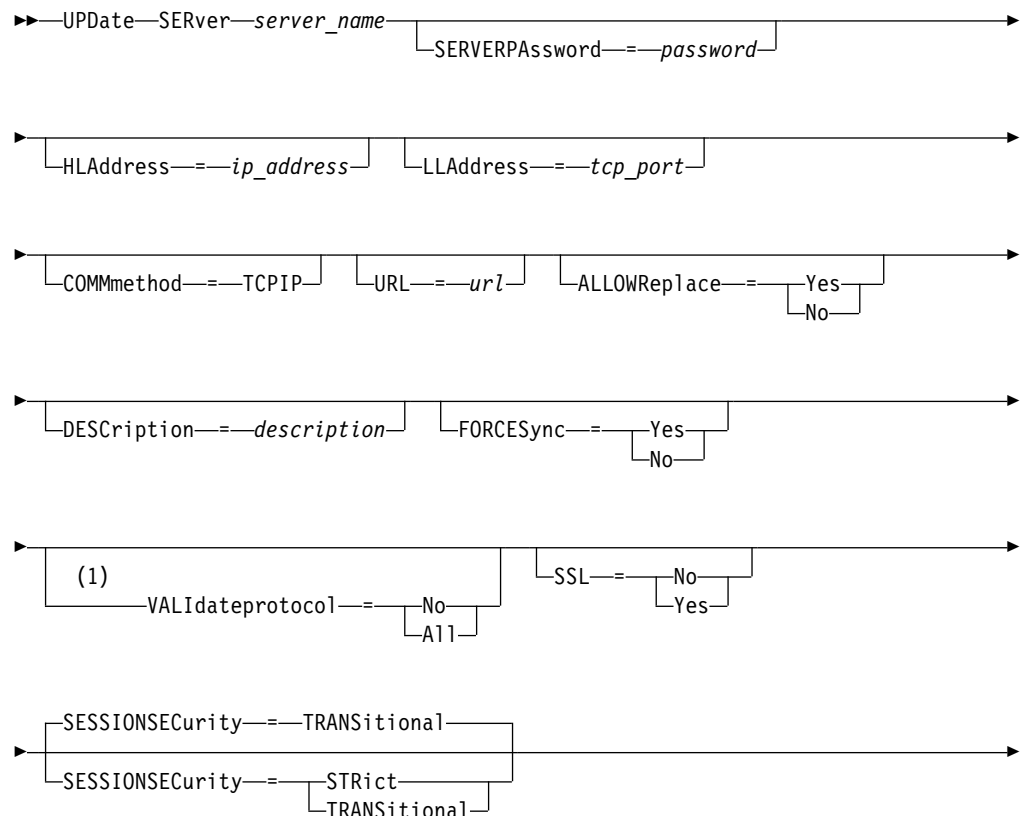 UPDate SERver server_name
SERVERPAssword = password
HLAddress = ip_address LLAddress = tcp_port
COMMmethod = TCPIP URL = url ALLOWReplace = Yes
No
DESCription = description FORCESync = Yes
No
(1)
VALIdateprotocol = No SSL = No
All Yes
SESSIONSECurity = TRANSitional
SESSIONSECurity = STRict
TRANSitional